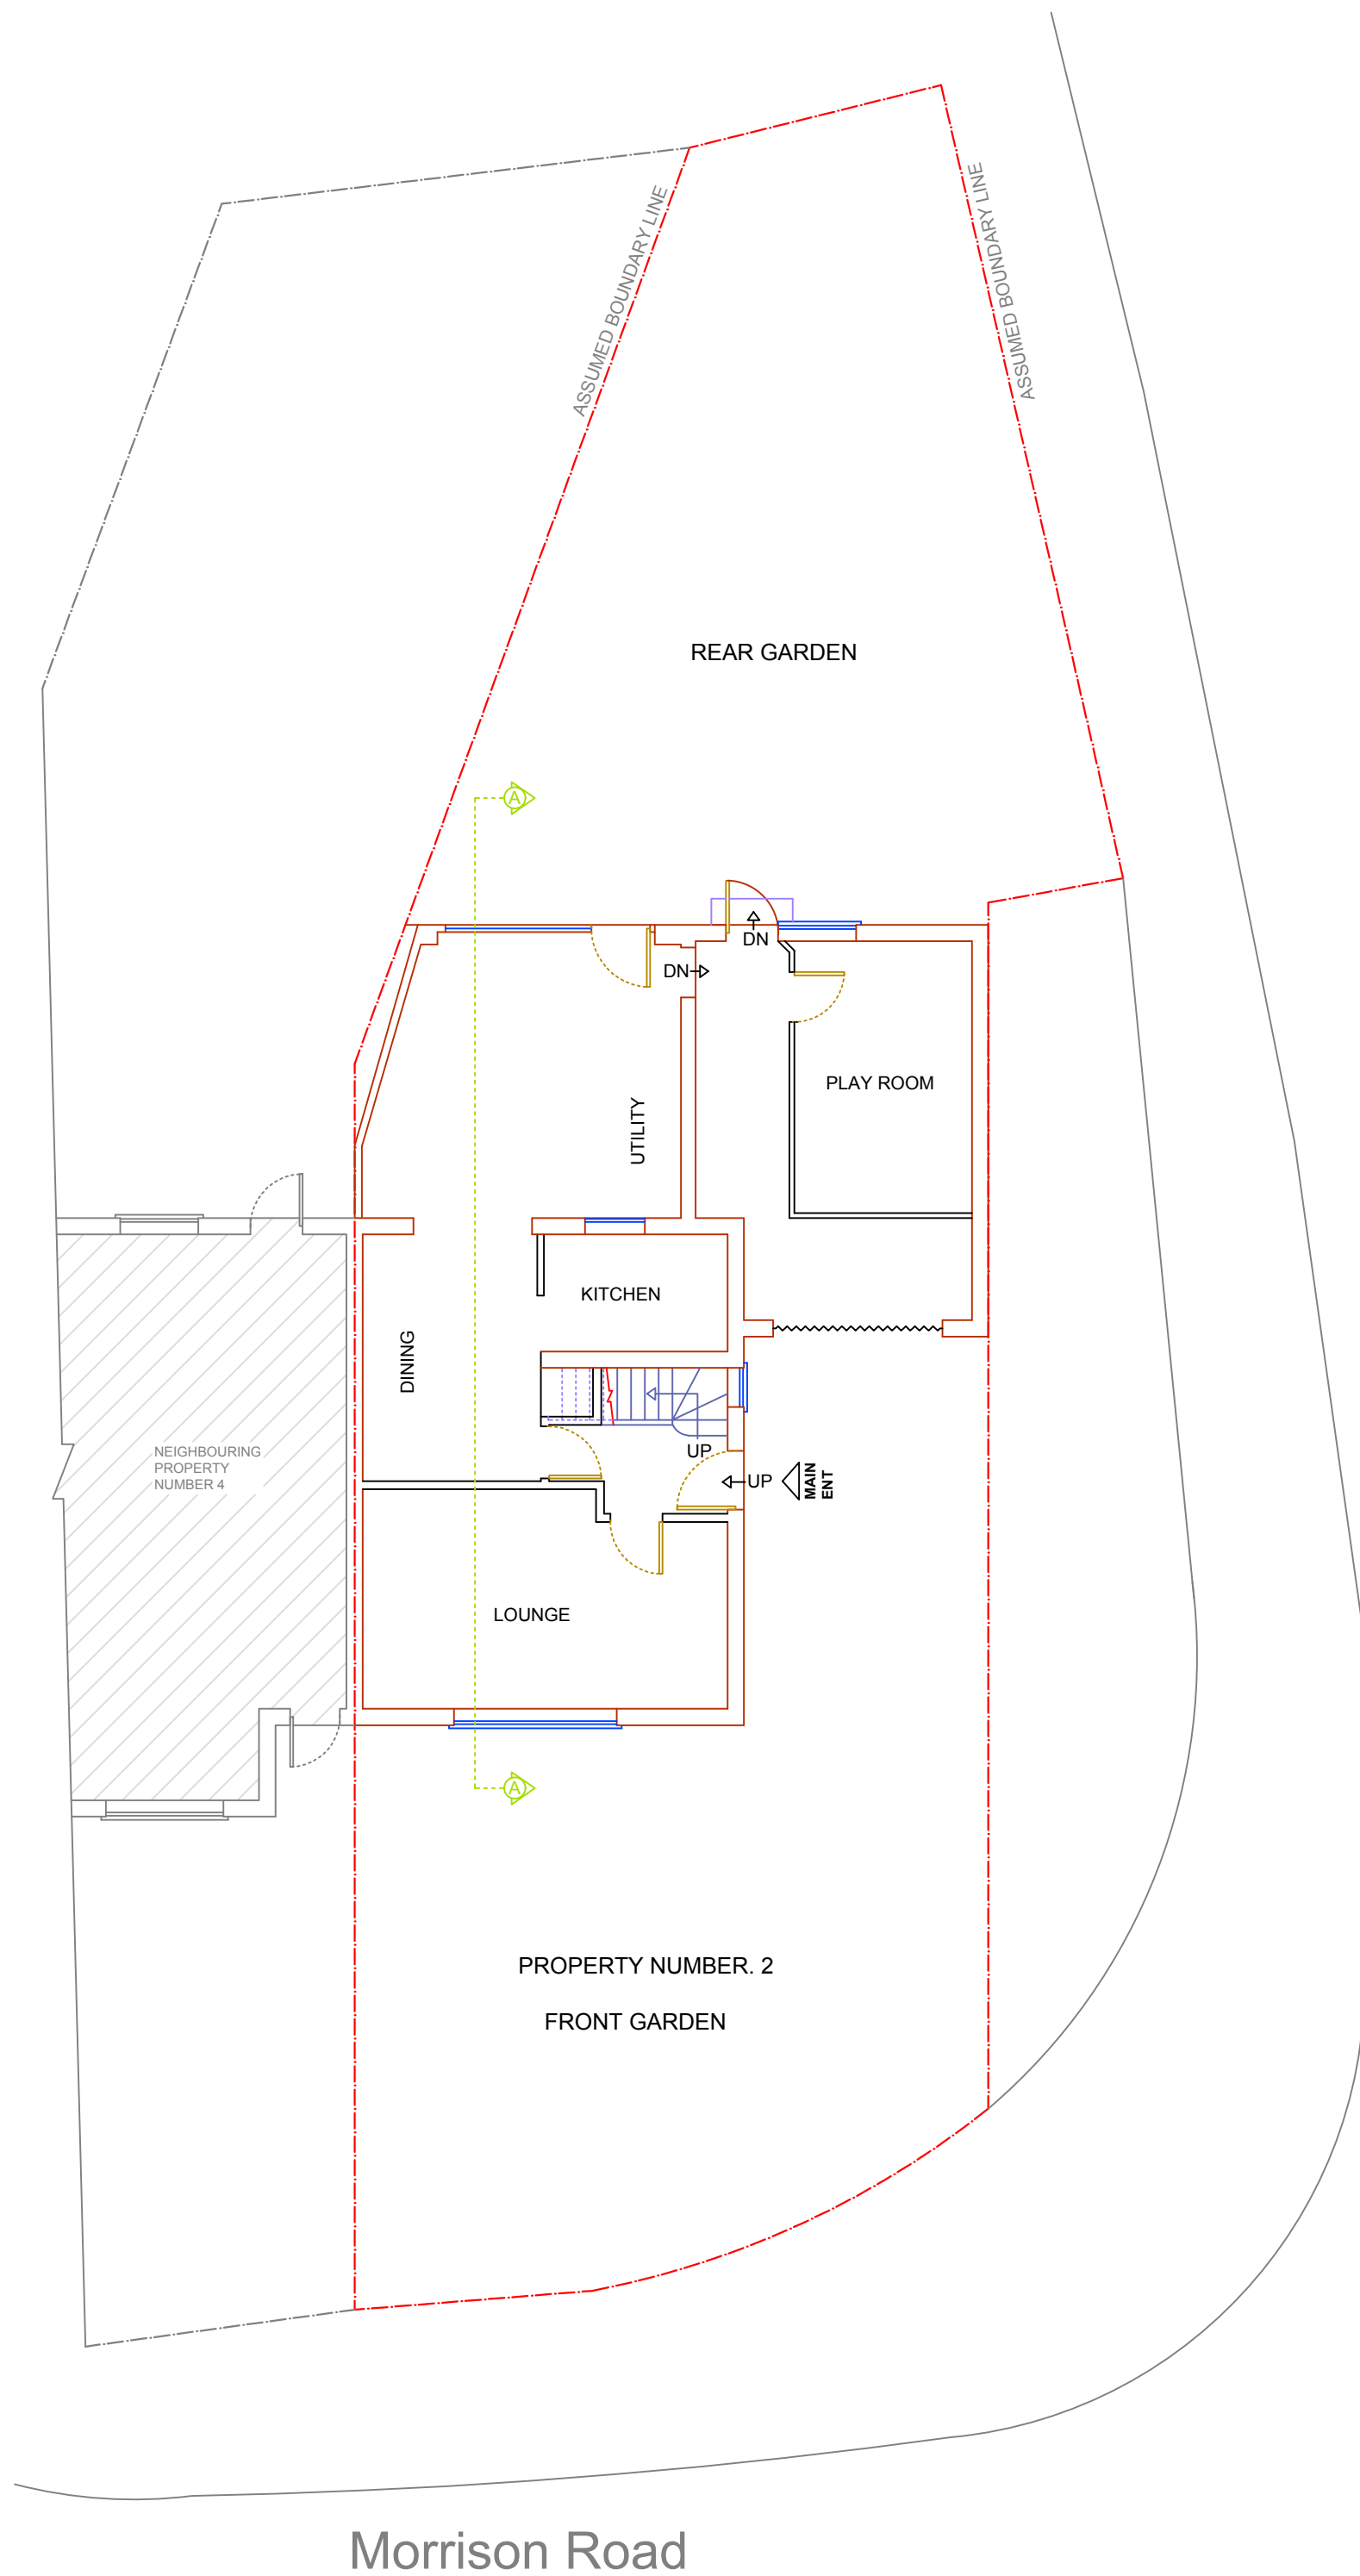 ASSUMED BOUNDARY LINE
ASSUMED BOUNDARY LINE
REAR GARDEN
A
DN
DN
PLAY ROOM
UTILITY
KITCHEN
DINING
NEIGHBOURING
PROPERTY
NUMBER 4
UP
UP
MAIN
ENT
LOUNGE
A
PROPERTY NUMBER. 2
FRONT GARDEN
Morrison Road